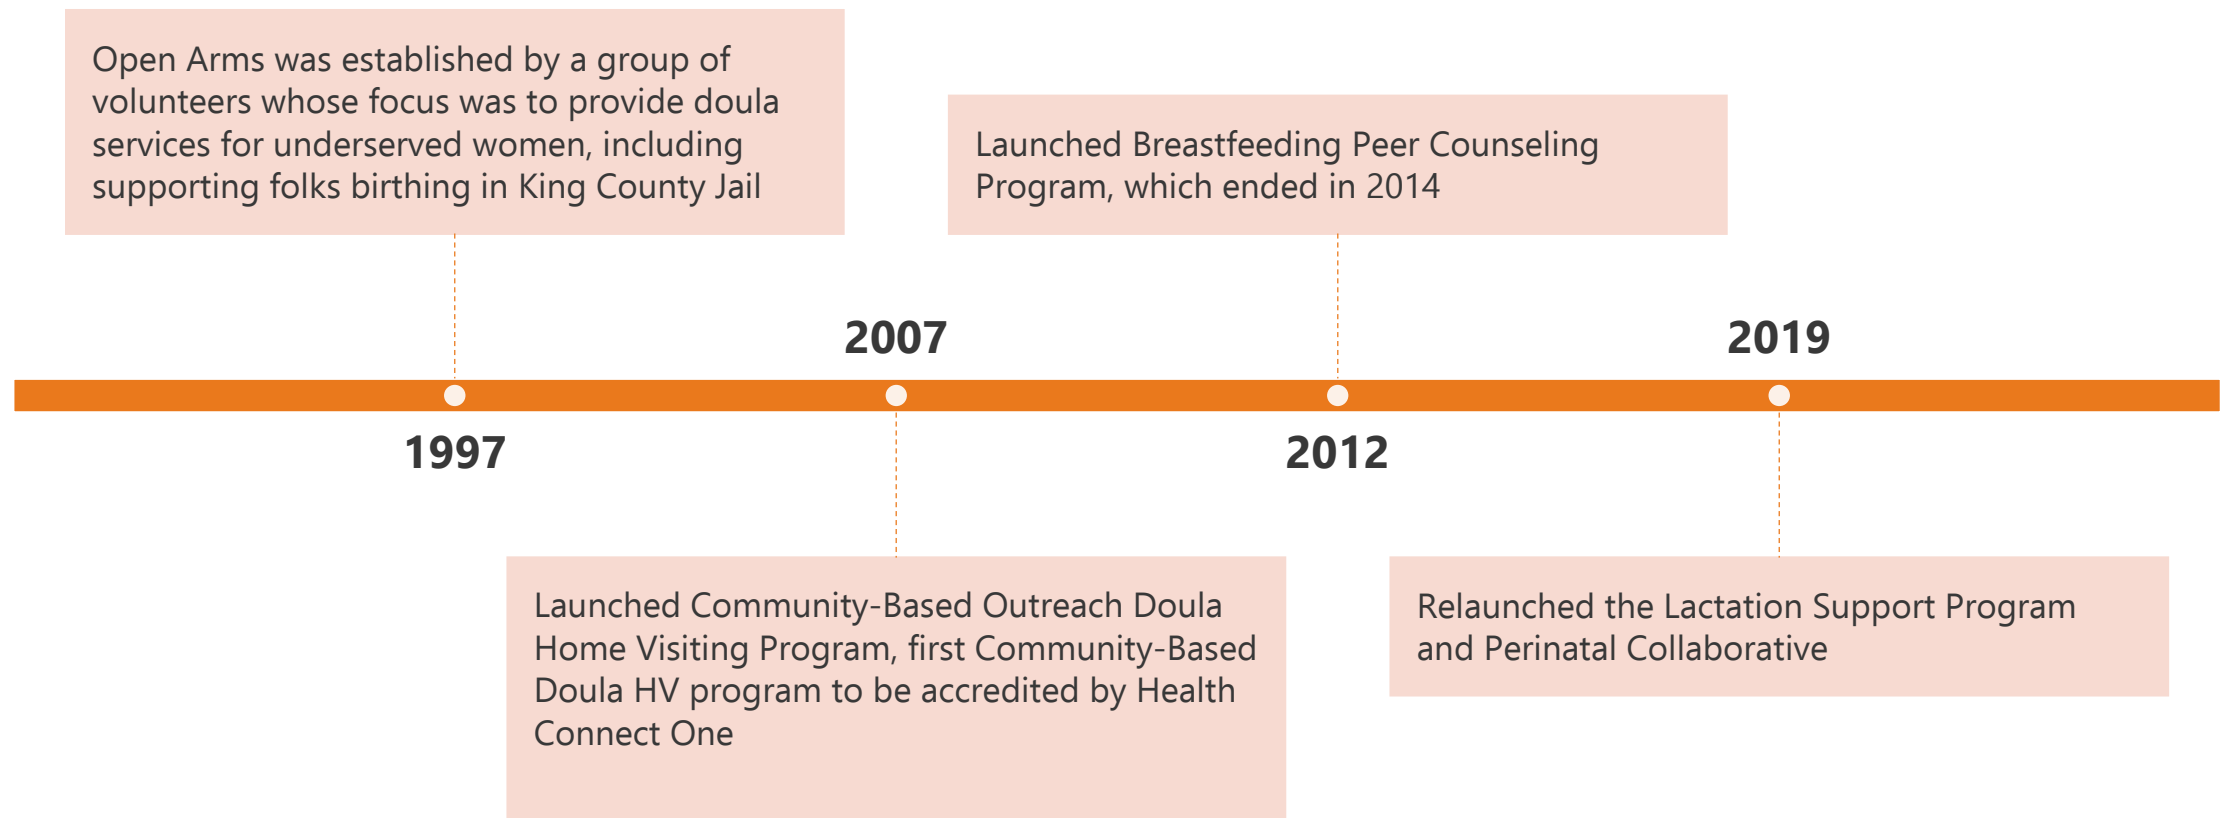 Open Arms was established by a group of
volunteers whose focus was to provide doula
services for underserved women, including
supporting folks birthing in King County Jail
Launched Breastfeeding Peer Counseling
Program, which ended in 2014
2007
2019
1997
2012
Launched Community-Based Outreach Doula
Home Visiting Program, first Community-Based
Doula HV program to be accredited by Health
Connect One
Relaunched the Lactation Support Program
and Perinatal Collaborative